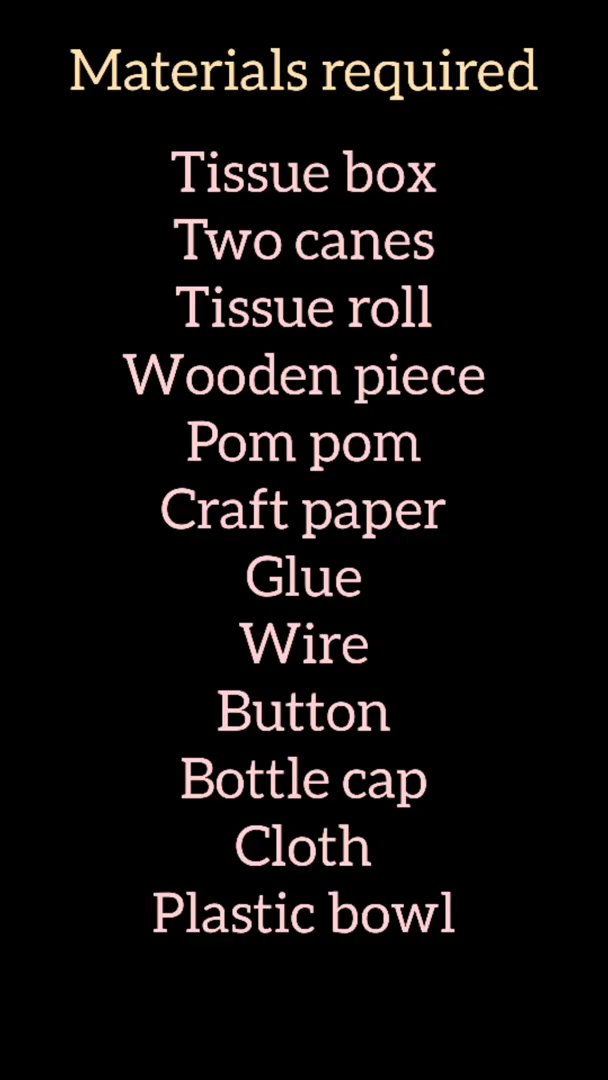 Materials required
Tissue box
Two canes
Tissue roll
Wooden piece
Pom pom
Craft paper
Glue
Wire
Button
Bottle cap
Cloth
Plastic bowl